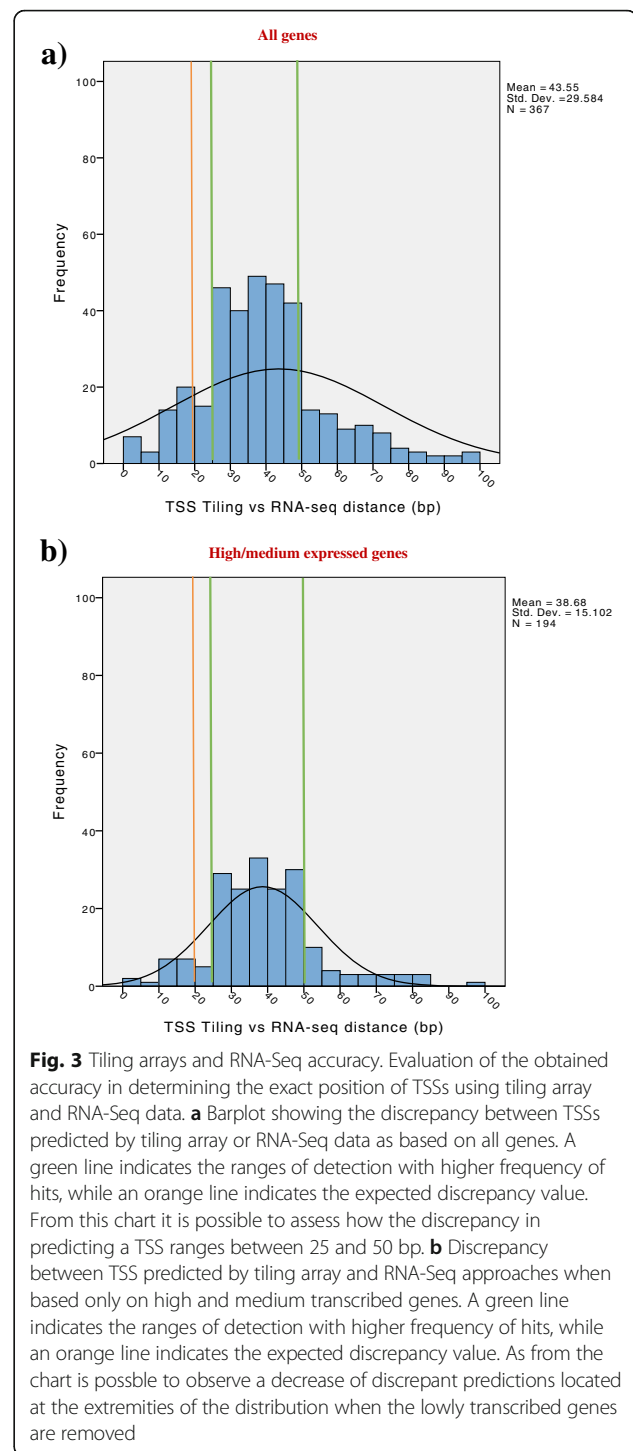 All genes
a)
Mean = 43.55
Std. Dev. =29.584
N = 367
100
80
60
40
20
0
Frequency
0 10 20 30 40 50 60 70 80 90 100
TSS Tiling vs RNA-seq distance (bp)
b)
High/medium expressed genes
Mean = 38.68
Std. Dev. = 15.102
N = 194
100
80
60
40
20
0
Frequency
0 10 20 30 40 50 60 70 80 90 100
TSS Tiling vs RNA-seq distance (bp)
Fig. 3 Tiling arrays and RNA-Seq accuracy. Evaluation of the obtained
accuracy in determining the exact position of TSSs using tiling array
and RNA-Seq data. a Barplot showing the discrepancy between TSSs
predicted by tiling array or RNA-Seq data as based on all genes. A
green line indicates the ranges of detection with higher frequency of
hits, while an orange line indicates the expected discrepancy value.
From this chart it is possible to assess how the discrepancy in
predicting a TSS ranges between 25 and 50 bp. b Discrepancy
between TSS predicted by tiling array and RNA-Seq approaches when
based only on high and medium transcribed genes. A green line
indicates the ranges of detection with higher frequency of hits, while
an orange line indicates the expected discrepancy value. As from the
chart is possble to observe a decrease of discrepant predictions located
at the extremities of the distribution when the lowly transcribed genes
are removed